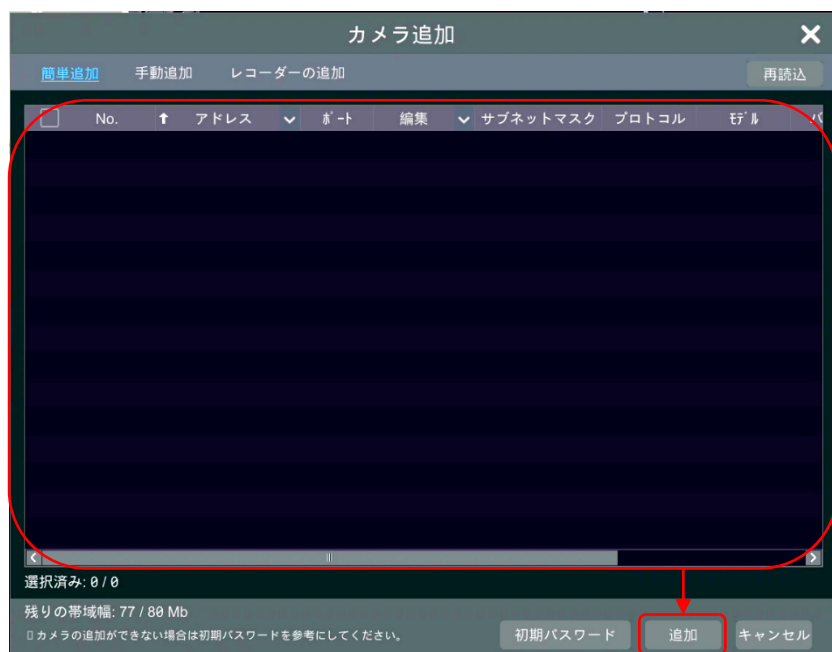 カメラ追加
簡単追加 手動追加 レコーダーの追加 再読込
No. アドレス ポート 編集 サブネットマスク プロトコル モデル パ
選択済み: 0 / 0
残りの帯域幅: 77 / 80 Mb
カメラの追加ができない場合は初期パスワードを参考にしてください。
初期パスワード 追加 キャンセル